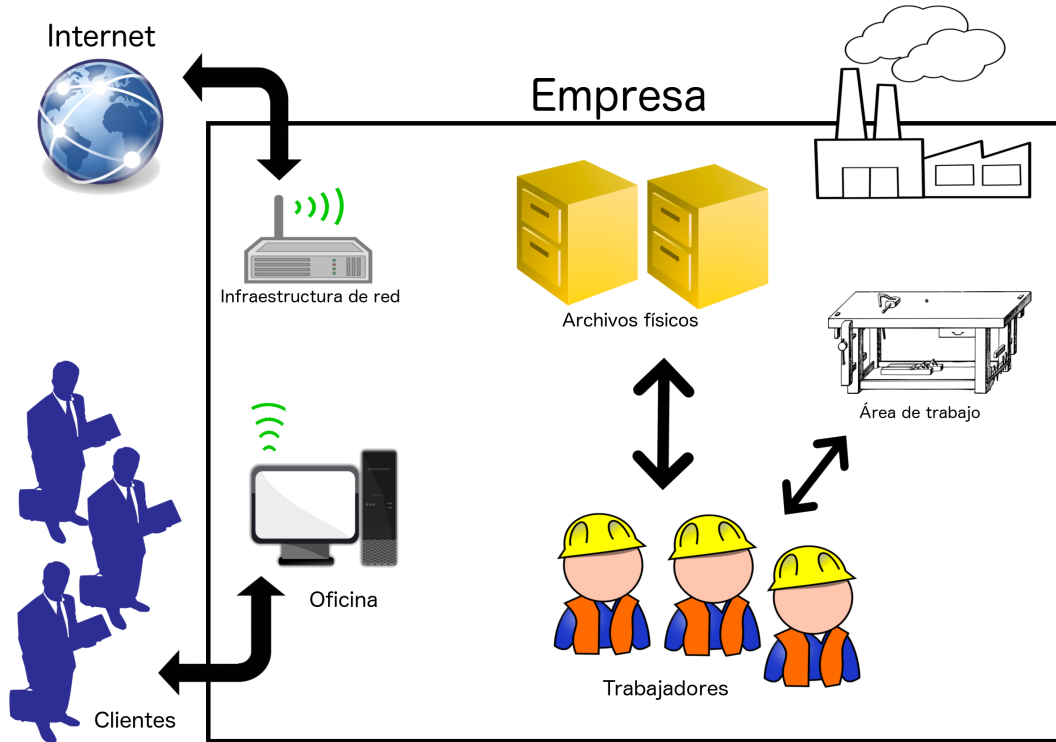 Internet
Empresa
Infraestructura de red
Archivos físicos
Área de trabajo
Oficina
Trabajadores
Clientes